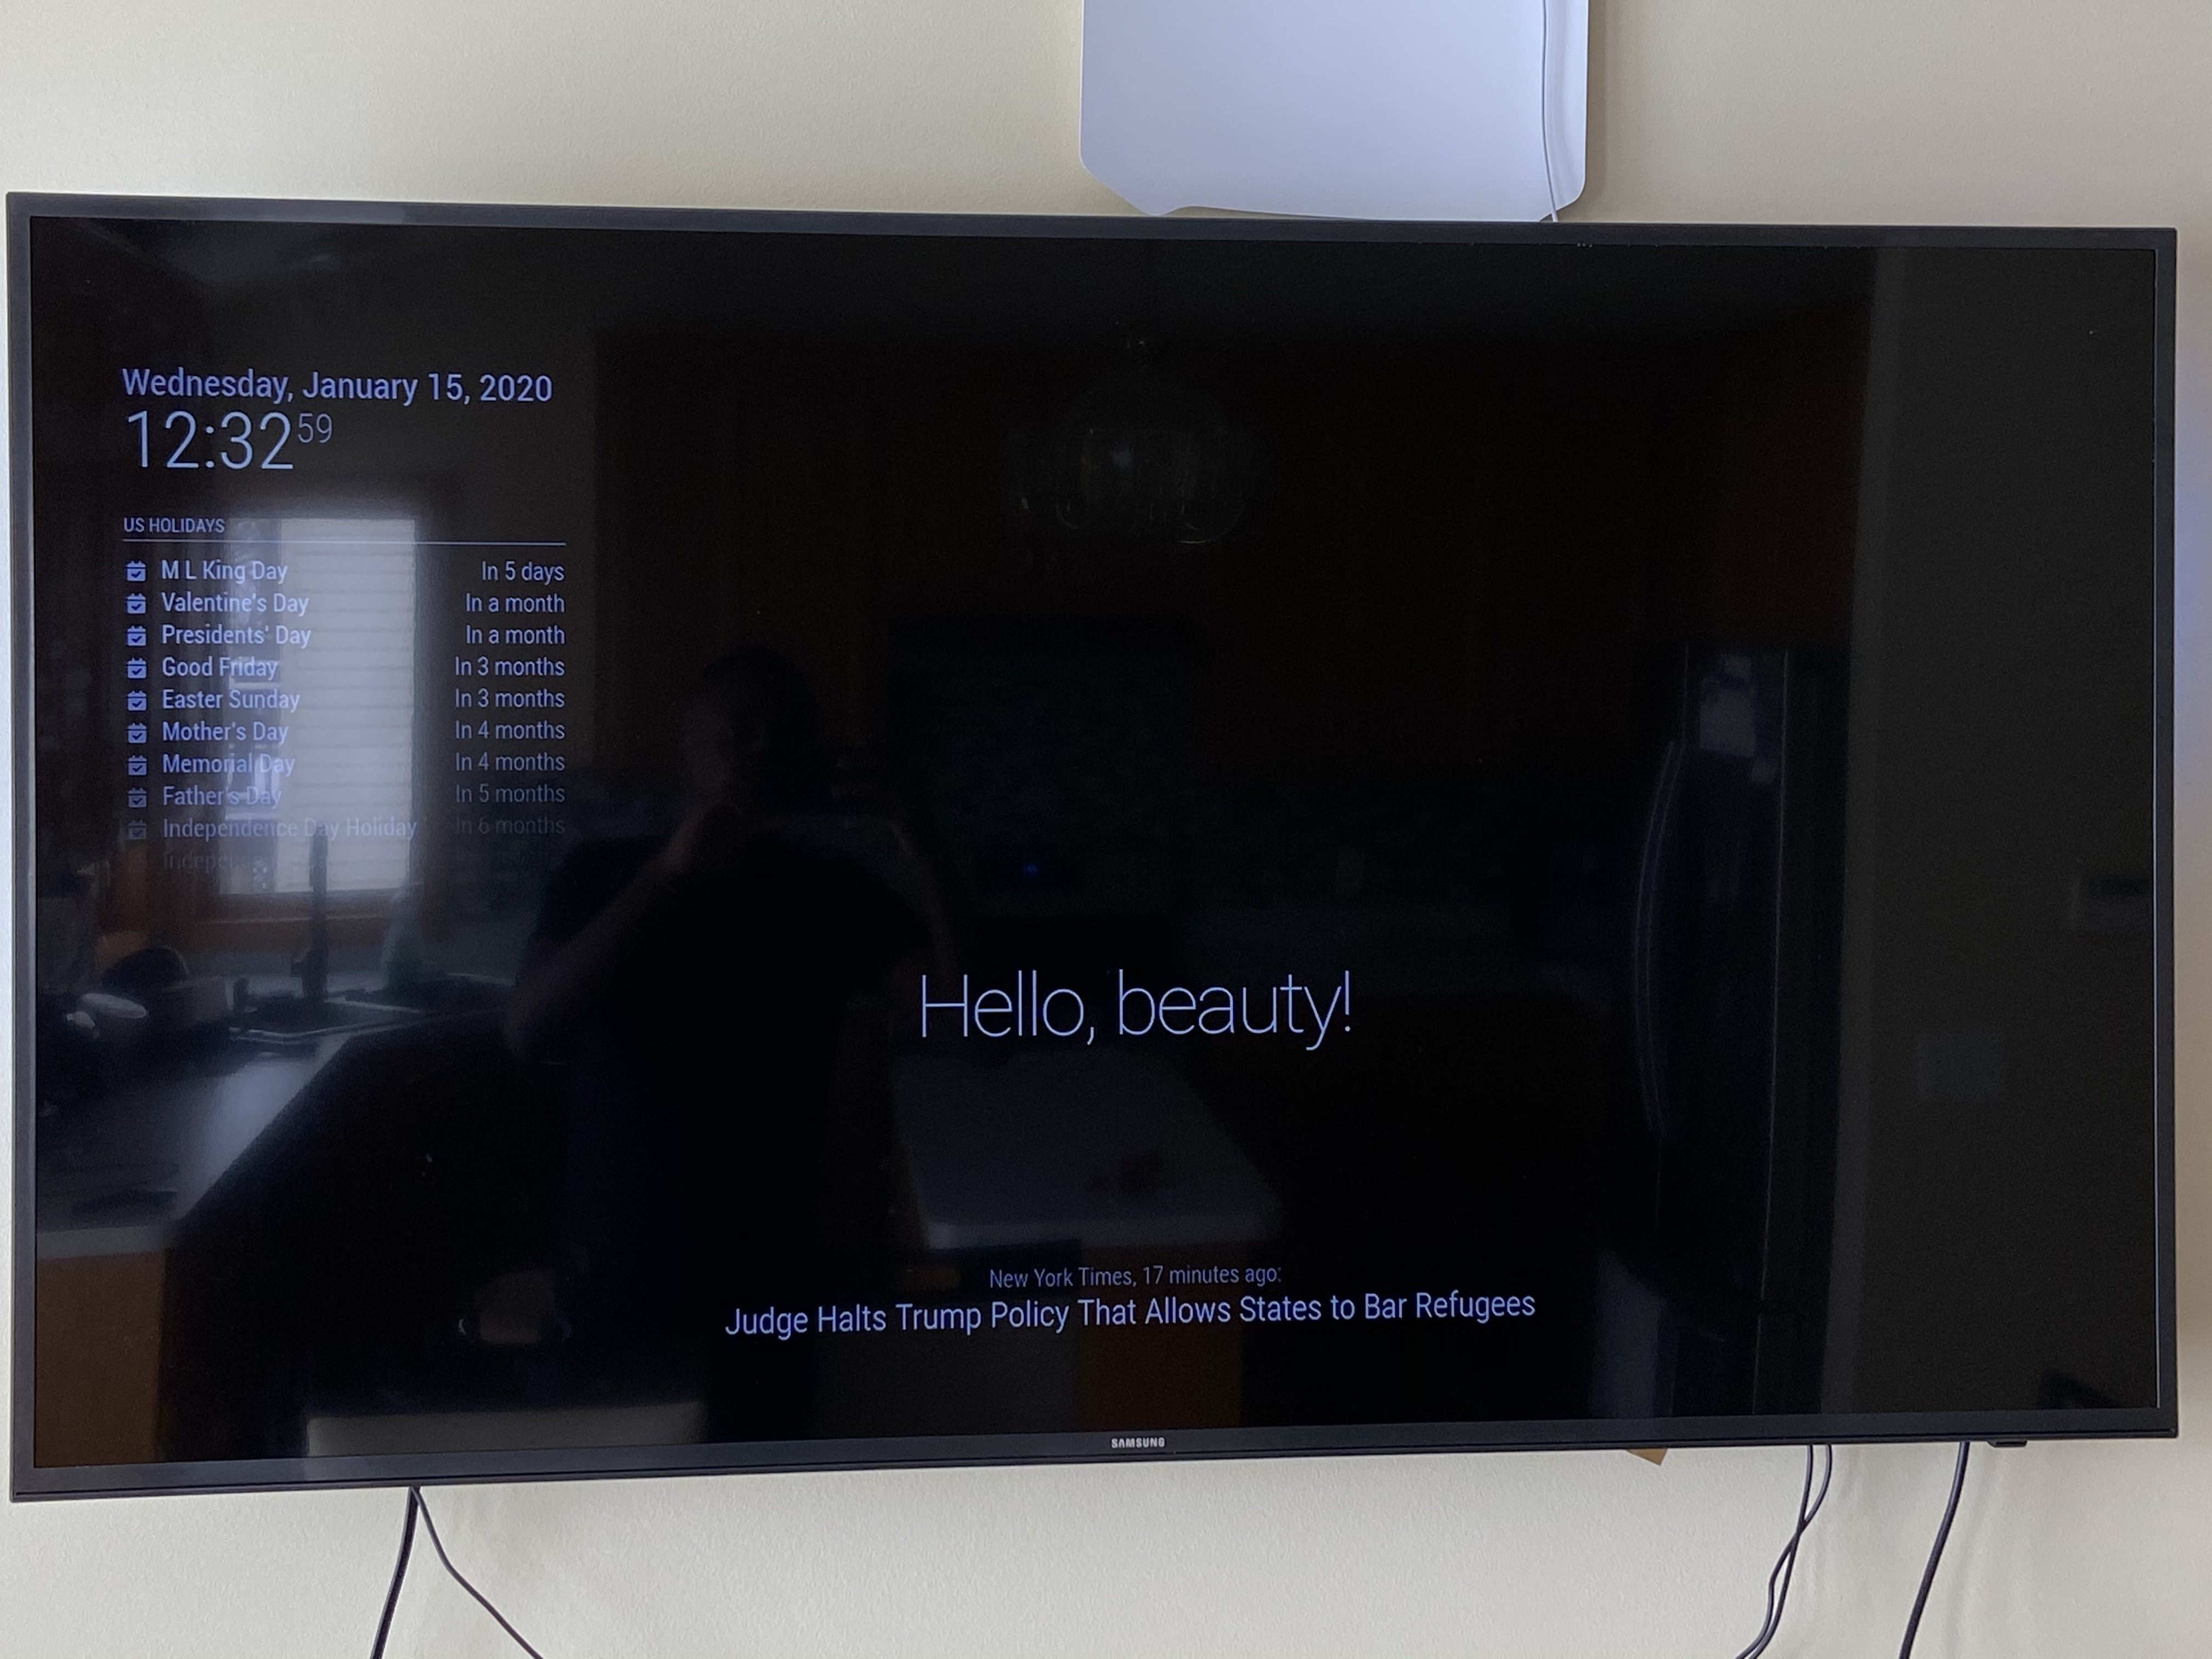 Wednesday, January 15, 2020
12:32 59
US HOLIDAYS
M L King Day In 5 days
Valentine's Day In a month
Presidents' Day In a month
Good Friday In 3 months
Easter Sunday In 3 months
Mother's Day In 4 months
Memorial Day In 4 months
Father's Day In 5 months
Independence Day Holiday In 6 months
Hello, beauty!
New York Times, 17 minutes ago:
Judge Halts Trump Policy That Allows States to Bar Refugees
SAMSUNG